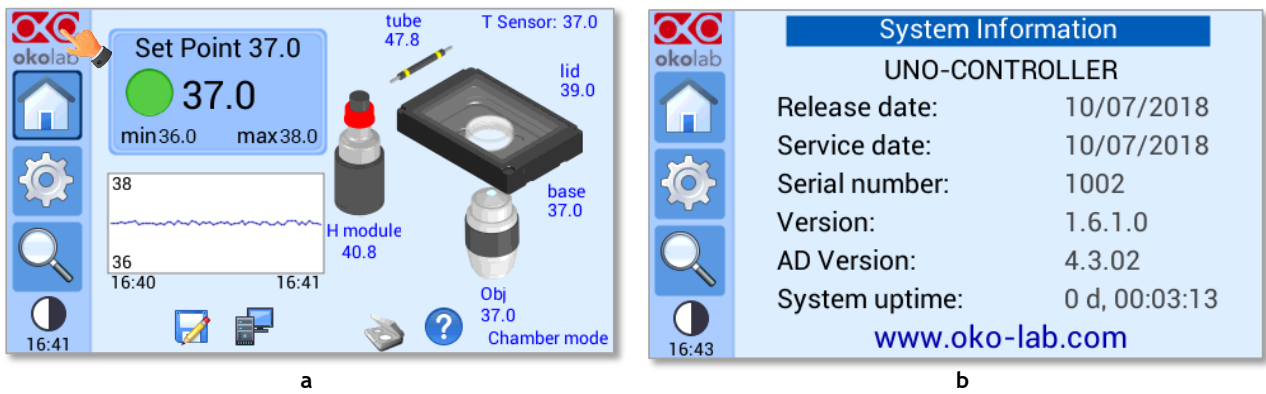 okolab
Set Point 37.0
37.0
min 36.0 max 38.0
38
36
16:40 16:41
16:41
tube
47.8
T Sensor: 37.0
lid
39.0
base
37.0
H module
40.8
Obj
37.0
Chamber mode
a
okolab
16:43
System Information
UNO-CONTROLLER
Release date: 10/07/2018
Service date: 10/07/2018
Serial number: 1002
Version: 1.6.1.0
AD Version: 4.3.02
System uptime: 0 d, 00:03:13
www.oko-lab.com
b